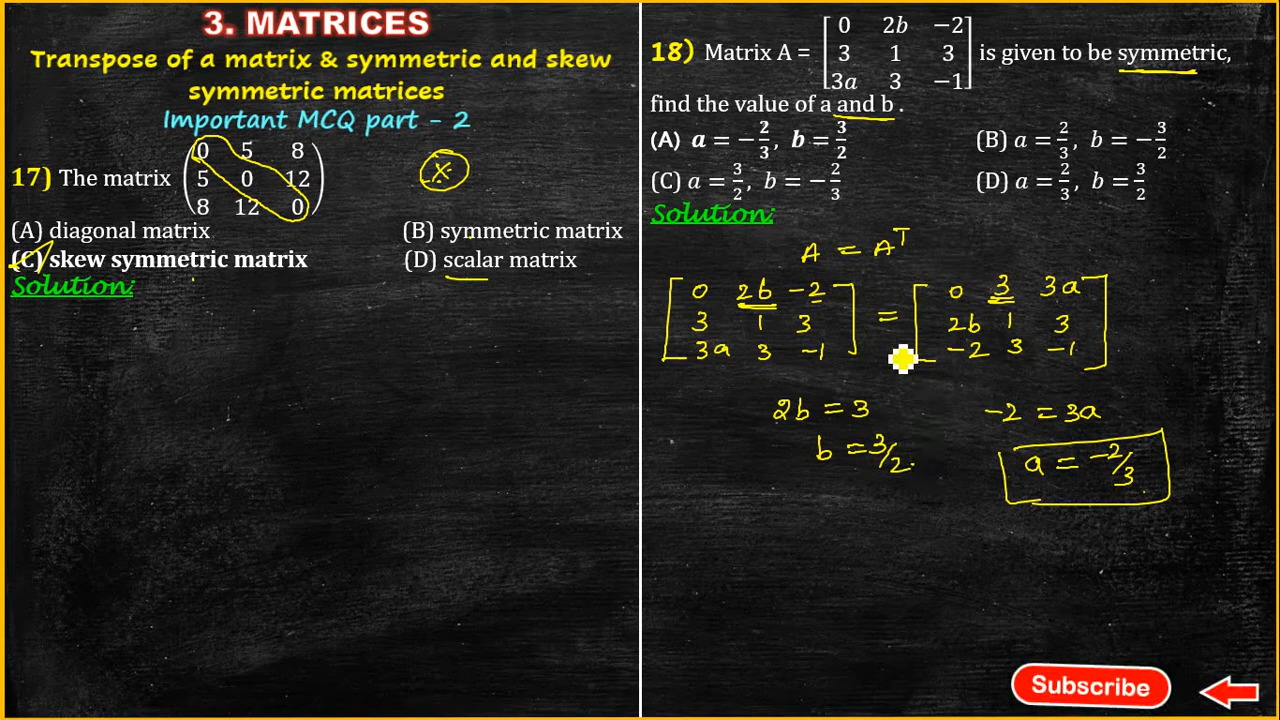 3. MATRICES
Transpose of a matrix & symmetric and skew
symmetric matrices
Important MCQ part - 2
17) The matrix
0 5 8
5 0 12
8 12 0
x
(A) diagonal matrix (B) symmetric matrix
(C) skew symmetric matrix (D) scalar matrix
Solution:
18) Matrix A = [0 2b −2; 3 1 3; 3a 3 −1] is given to be symmetric,
find the value of a and b .
(A) a = −2/3, b = 3/2 (B) a = 2/3, b = −3/2
(C) a = 3/2, b = −2/3 (D) a = 2/3, b = 3/2
Solution:
A = Aᵀ
0 2b −2 0 3 3a
3 1 3 = 2b 1 3
3a 3 −1 −2 3 −1
2b = 3 −2 = 3a
b = 3/2. a = −2/3
Subscribe